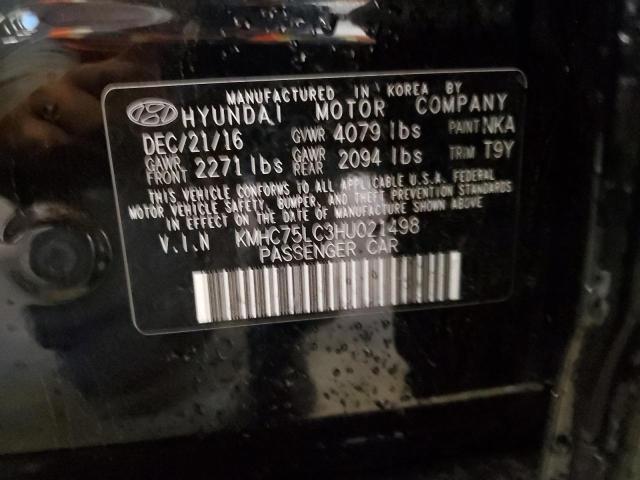 MANUFACTURED IN KOREA BY
HYUNDAI MOTOR COMPANY
DEC/21/16 GVWR 4079 lbs PAINT NKA
GAWR FRONT 2271 lbs GAWR REAR 2094 lbs TRIM T9Y
THIS VEHICLE CONFORMS TO ALL APPLICABLE U.S.A. FEDERAL
MOTOR VEHICLE SAFETY, BUMPER, AND THEFT PREVENTION STANDARDS
IN EFFECT ON THE DATE OF MANUFACTURE SHOWN ABOVE
V.I.N KMHC75LC3HU021498
PASSENGER CAR